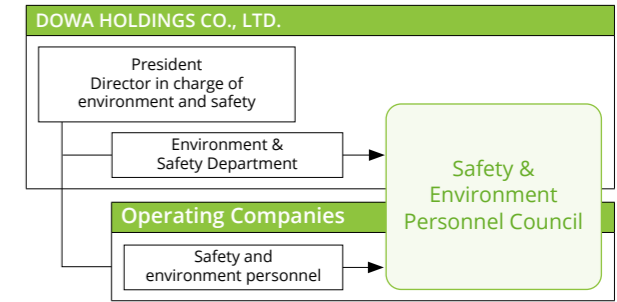 DOWA HOLDINGS CO., LTD.
President
Director in charge of
environment and safety
Environment &
Safety Department
Safety &
Environment
Personnel Council
Operating Companies
Safety and
environment personnel